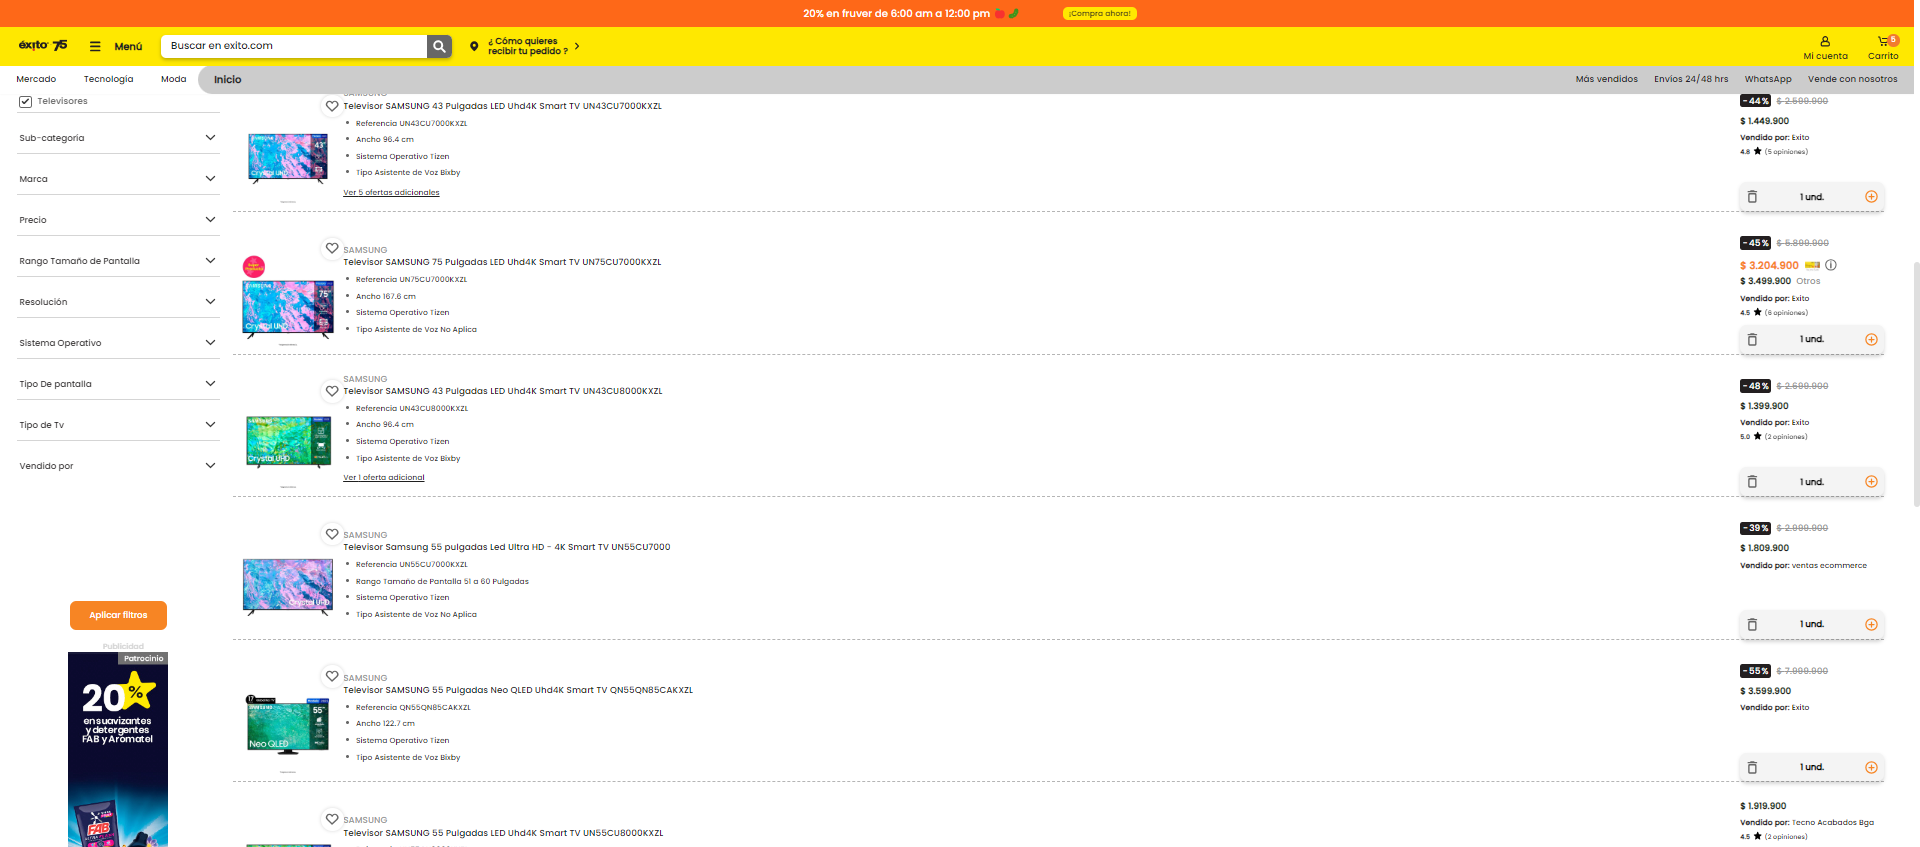 20% en fruver de 6:00 am a 12:00 pm
¡Compra ahora!
éxito 75
Menú
Buscar en exito.com
¿ Cómo quieres
recibir tu pedido ?
Mi cuenta
5
Carrito
Mercado
Tecnología
Moda
Inicio
Más vendidos
Envíos 24/48 hrs
WhatsApp
Vende con nosotros
Televisores
Sub-categoría
Marca
Precio
Rango Tamaño de Pantalla
Resolución
Sistema Operativo
Tipo De pantalla
Tipo de Tv
Vendido por
Aplicar filtros
Publicidad
Patrocinio
20%
en suavizantes
y detergentes
FAB y Aromatel
FAB
SAMSUNG
Televisor SAMSUNG 43 Pulgadas LED Uhd4K Smart TV UN43CU7000KXZL
Referencia UN43CU7000KXZL
Ancho 96.4 cm
Sistema Operativo Tizen
Tipo Asistente de Voz Bixby
Ver 5 ofertas adicionales
43"
Crystal UHD
-44% $ 2.599.900
$ 1.449.900
Vendido por: Exito
4.8 (5 opiniones)
1 und.
SAMSUNG
Televisor SAMSUNG 75 Pulgadas LED Uhd4K Smart TV UN75CU7000KXZL
Referencia UN75CU7000KXZL
Ancho 167.6 cm
Sistema Operativo Tizen
Tipo Asistente de Voz No Aplica
75"
Crystal UHD
-45% $ 5.899.900
$ 3.204.900
$ 3.499.900 Otros
Vendido por: Exito
4.5 (6 opiniones)
1 und.
SAMSUNG
Televisor SAMSUNG 43 Pulgadas LED Uhd4K Smart TV UN43CU8000KXZL
Referencia UN43CU8000KXZL
Ancho 96.4 cm
Sistema Operativo Tizen
Tipo Asistente de Voz Bixby
Ver 1 oferta adicional
Crystal UHD
-48% $ 2.699.900
$ 1.399.900
Vendido por: Exito
5.0 (2 opiniones)
1 und.
SAMSUNG
Televisor Samsung 55 pulgadas Led Ultra HD - 4K Smart TV UN55CU7000
Referencia UN55CU7000KXZL
Rango Tamaño de Pantalla 51 a 60 Pulgadas
Sistema Operativo Tizen
Tipo Asistente de Voz No Aplica
Crystal UHD
-39% $ 2.999.900
$ 1.809.900
Vendido por: ventas ecommerce
1 und.
SAMSUNG
Televisor SAMSUNG 55 Pulgadas Neo QLED Uhd4K Smart TV QN55QN85CAKXZL
Referencia QN55QN85CAKXZL
Ancho 122.7 cm
Sistema Operativo Tizen
Tipo Asistente de Voz Bixby
55"
Neo QLED
-55% $ 7.999.900
$ 3.599.900
Vendido por: Exito
1 und.
SAMSUNG
Televisor SAMSUNG 55 Pulgadas LED Uhd4K Smart TV UN55CU8000KXZL
$ 1.919.900
Vendido por: Tecno Acabados Bga
4.5 (2 opiniones)